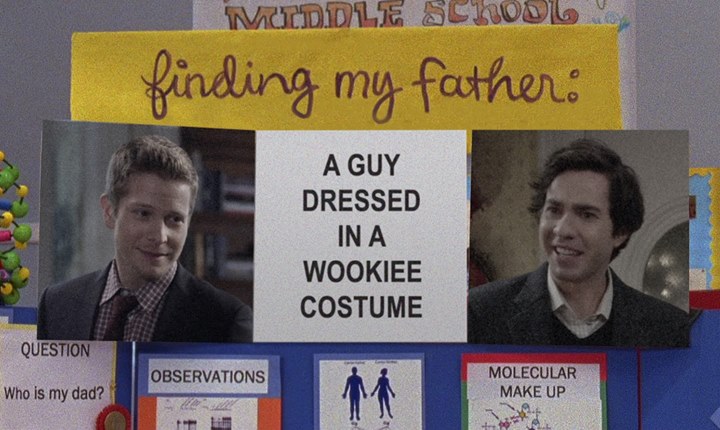 MIDDLE SCHOOL
finding my father:
A GUY
DRESSED
IN A
WOOKIEE
COSTUME
QUESTION
Who is my dad?
OBSERVATIONS
MOLECULAR
MAKE UP